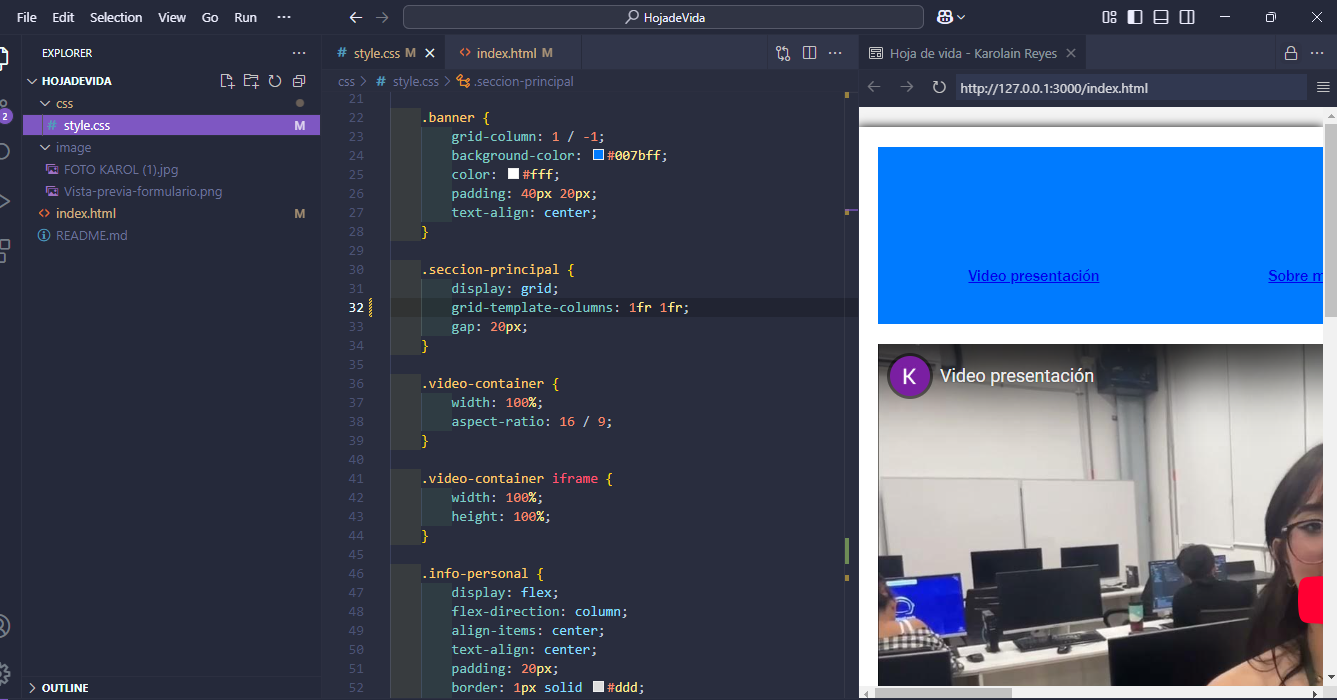 File Edit Selection View Go Run ···
HojadeVida
EXPLORER
HOJADEVIDA
css
# style.css M
image
FOTO KAROL (1).jpg
Vista-previa-formulario.png
<> index.html M
README.md
OUTLINE
2
# style.css M
<> index.html M
css > # style.css > .seccion-principal
21
22 .banner {
23 grid-column: 1 / -1;
24 background-color: #007bff;
25 color: #fff;
26 padding: 40px 20px;
27 text-align: center;
28 }
29
30 .seccion-principal {
31 display: grid;
32 grid-template-columns: 1fr 1fr;
33 gap: 20px;
34 }
35
36 .video-container {
37 width: 100%;
38 aspect-ratio: 16 / 9;
39 }
40
41 .video-container iframe {
42 width: 100%;
43 height: 100%;
44 }
45
46 .info-personal {
47 display: flex;
48 flex-direction: column;
49 align-items: center;
50 text-align: center;
51 padding: 20px;
52 border: 1px solid #ddd;
Hoja de vida - Karolain Reyes
http://127.0.0.1:3000/index.html
Video presentación
Sobre m
K
Video presentación